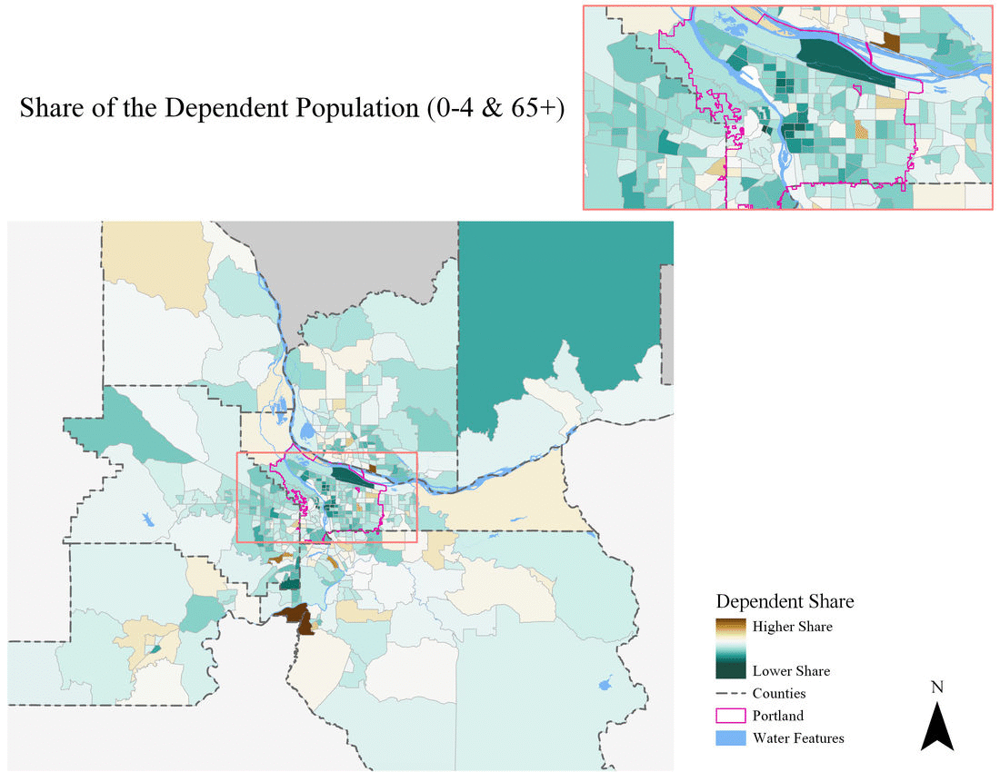 Share of the Dependent Population (0-4 & 65+)
Dependent Share
Higher Share
Lower Share
Counties
Portland
Water Features
N